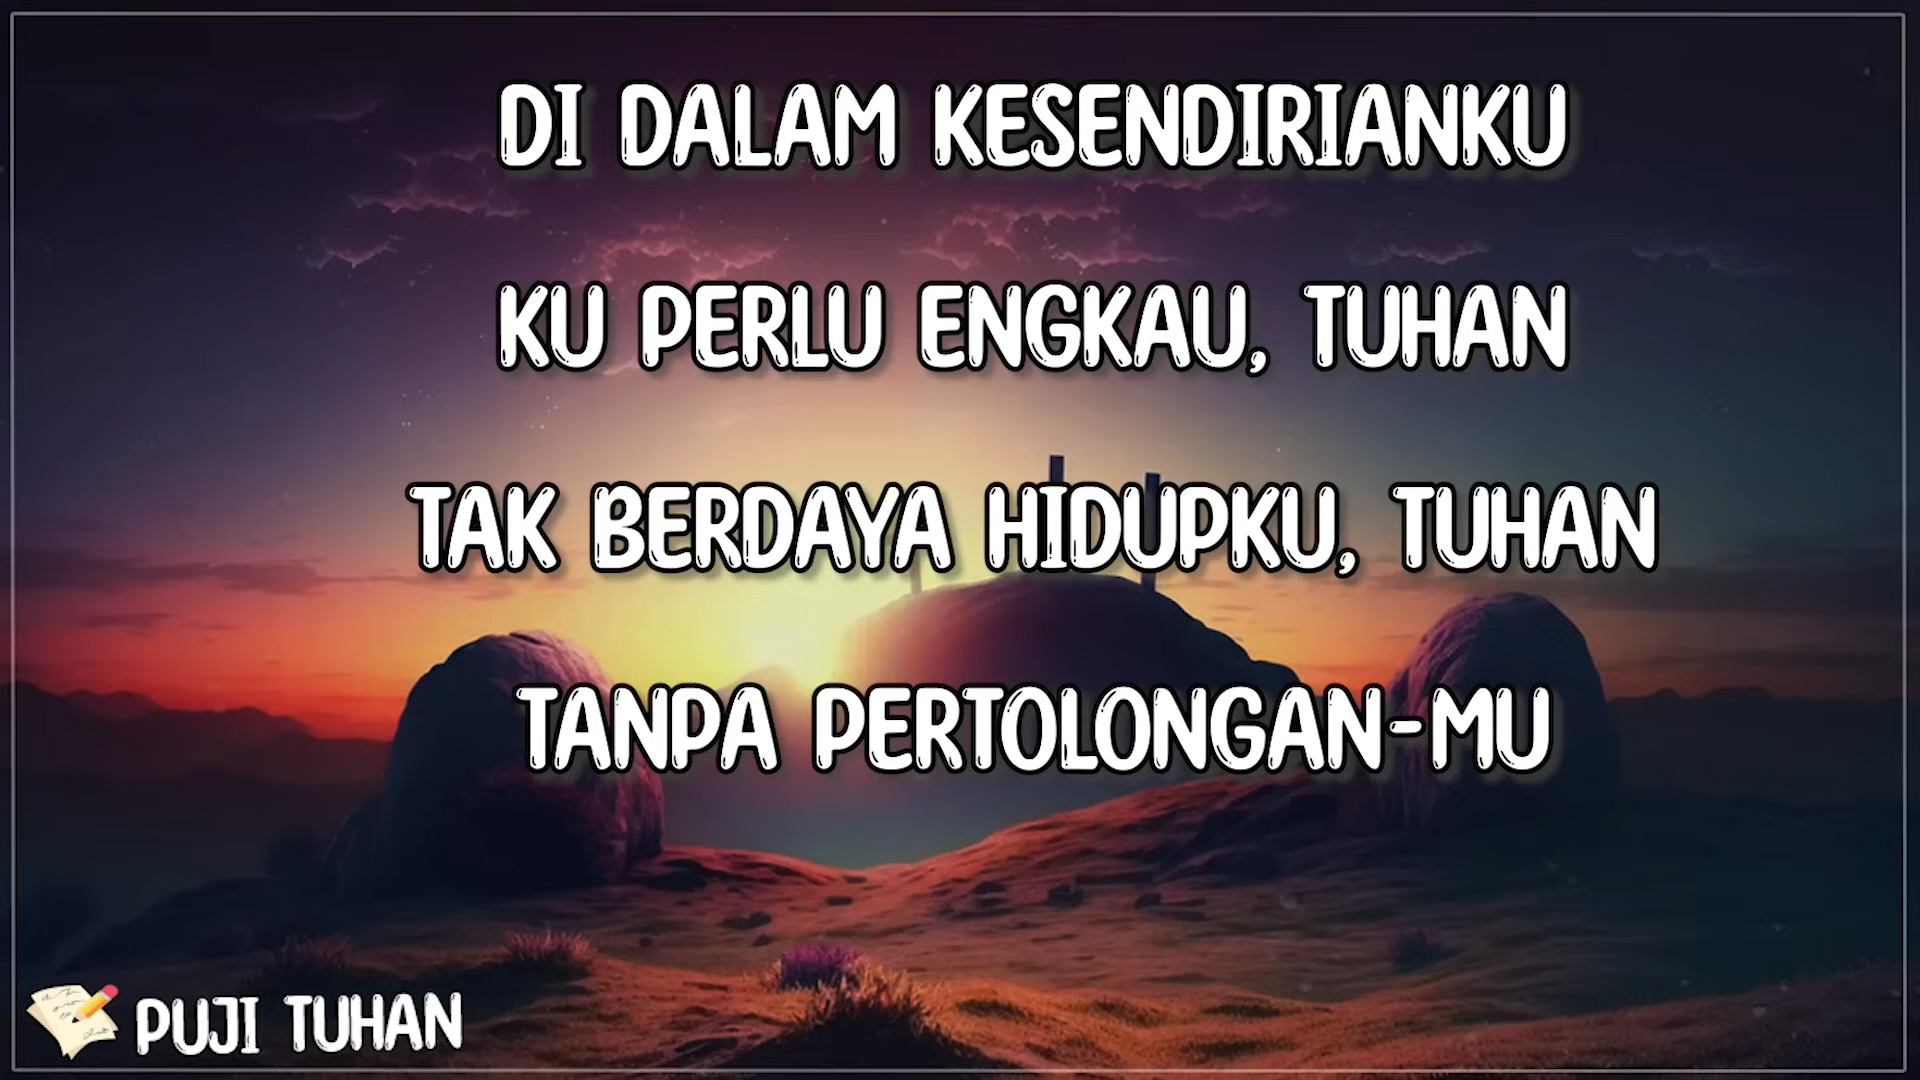 DI DALAM KESENDIRIANKU
KU PERLU ENGKAU, TUHAN
TAK BERDAYA HIDUPKU, TUHAN
TANPA PERTOLONGAN-MU
PUJI TUHAN